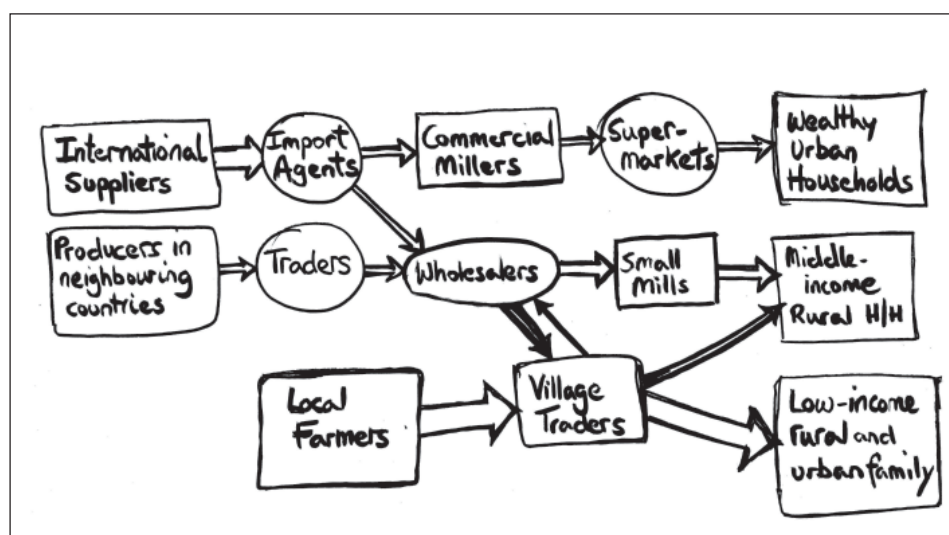 International
Suppliers
Import
Agents
Commercial
Millers
Super-
markets
Wealthy
Urban
Households
Producers in
neighbouring
countries
Traders
Wholesalers
Small
Mills
Middle-
income
Rural H/H
Local
Farmers
Village
Traders
Low-income
rural and
urban family